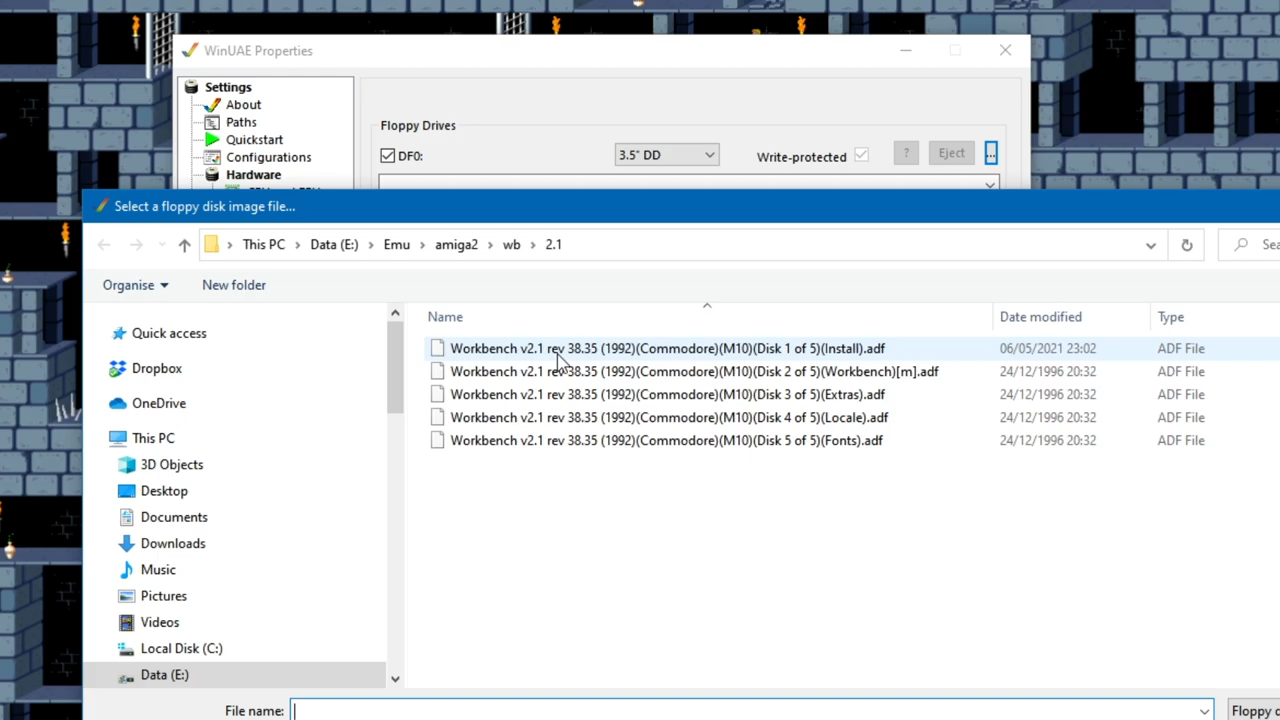 WinUAE Properties
Settings
About
Paths
Quickstart
Configurations
Hardware
Floppy Drives
DF0:
3.5" DD
Write-protected
?
Eject
...
Select a floppy disk image file...
This PC > Data (E:) > Emu > amiga2 > wb > 2.1
Organise
New folder
Quick access
Dropbox
OneDrive
This PC
3D Objects
Desktop
Documents
Downloads
Music
Pictures
Videos
Local Disk (C:)
Data (E:)
Name Date modified Type
Workbench v2.1 rev 38.35 (1992)(Commodore)(M10)(Disk 1 of 5)(Install).adf 06/05/2021 23:02 ADF File
Workbench v2.1 rev 38.35 (1992)(Commodore)(M10)(Disk 2 of 5)(Workbench)[m].adf 24/12/1996 20:32 ADF File
Workbench v2.1 rev 38.35 (1992)(Commodore)(M10)(Disk 3 of 5)(Extras).adf 24/12/1996 20:32 ADF File
Workbench v2.1 rev 38.35 (1992)(Commodore)(M10)(Disk 4 of 5)(Locale).adf 24/12/1996 20:32 ADF File
Workbench v2.1 rev 38.35 (1992)(Commodore)(M10)(Disk 5 of 5)(Fonts).adf 24/12/1996 20:32 ADF File
File name:
Floppy